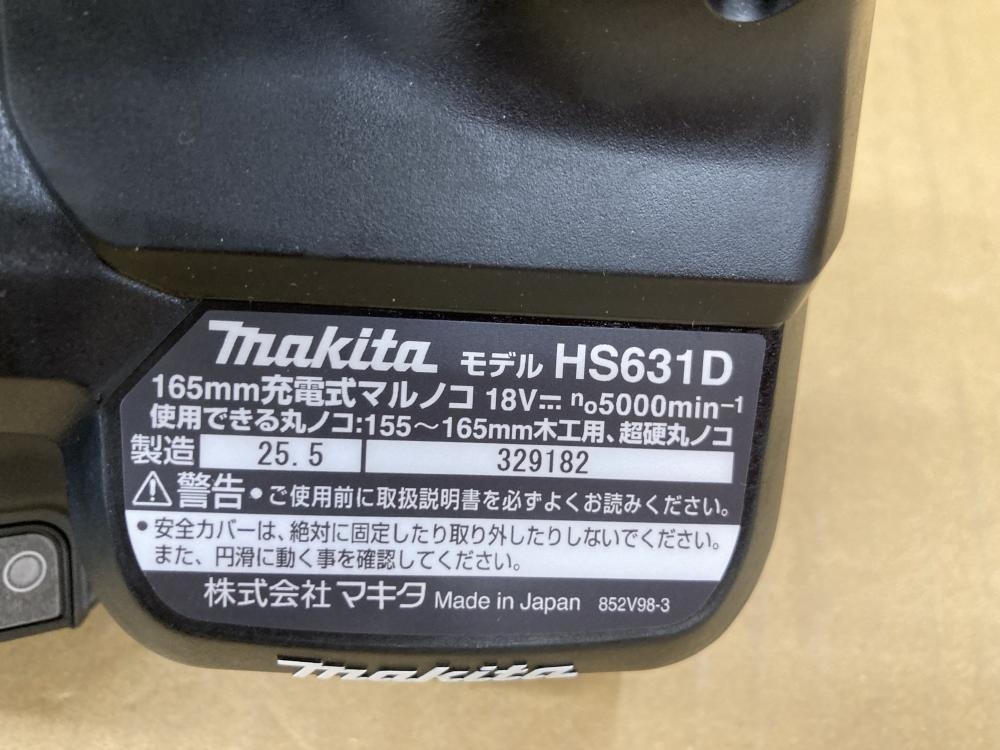 makita モデル HS631D
165mm充電式マルノコ 18V⎓ n₀5000min⁻¹
使用できる丸ノコ:155～165mm木工用、超硬丸ノコ
製造 25.5 329182
⚠警告・ご使用前に取扱説明書を必ずよくお読みください。
・安全カバーは、絶対に固定したり取り外したりしないでください。
また、円滑に動く事を確認してください。
株式会社マキタ Made in Japan 852V98-3
makita